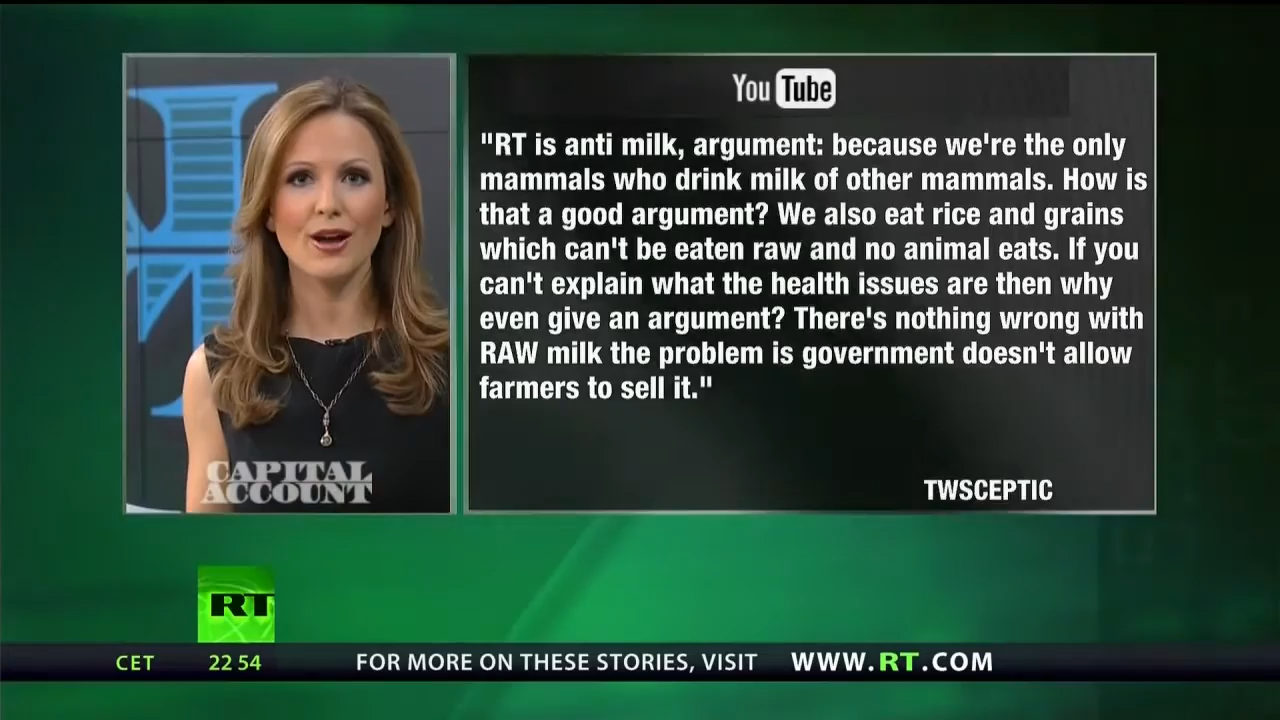 YouTube
"RT is anti milk, argument: because we're the only
mammals who drink milk of other mammals. How is
that a good argument? We also eat rice and grains
which can't be eaten raw and no animal eats. If you
can't explain what the health issues are then why
even give an argument? There's nothing wrong with
RAW milk the problem is government doesn't allow
farmers to sell it."
TWSCEPTIC
CAPITAL
ACCOUNT
RT
CET 22 54 FOR MORE ON THESE STORIES, VISIT WWW.RT.COM